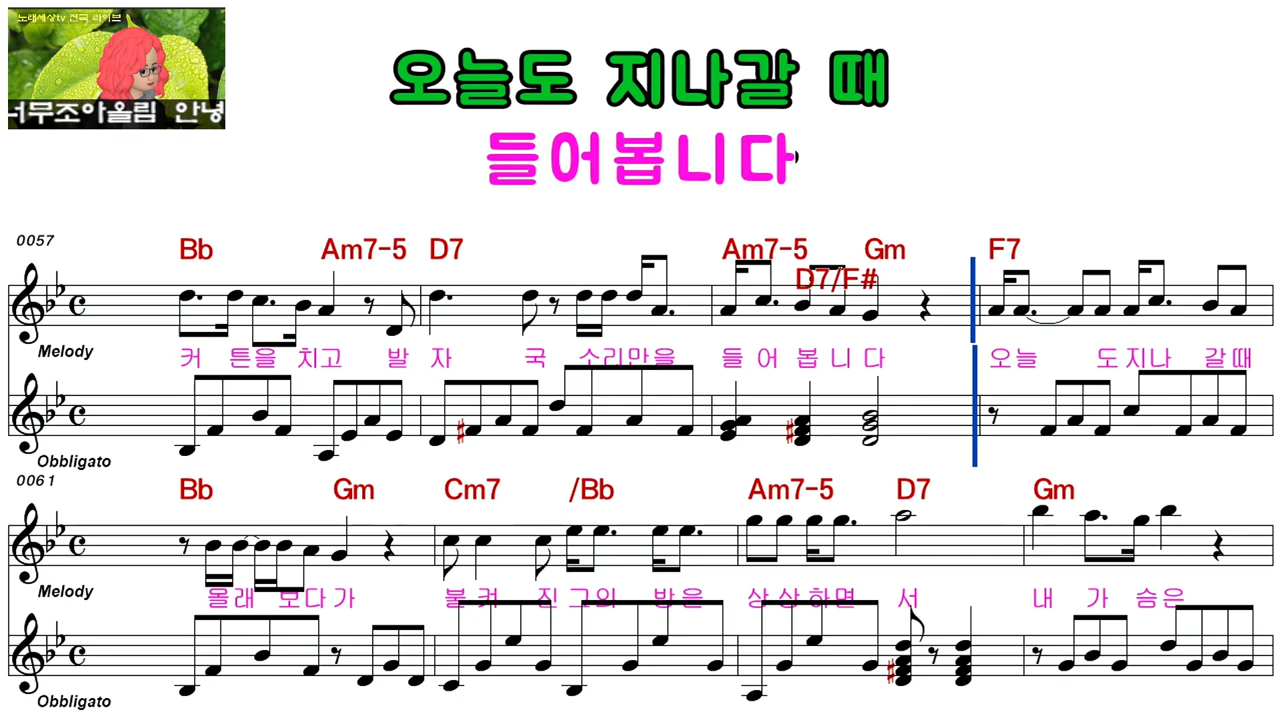 노래세상tv 전국 라이브
너무조아올림 안녕
오늘도 지나갈 때
들어봅니다
0057
Bb Am7-5 D7 Am7-5 D7/F# Gm F7
Melody
커 튼을 치고 발 자 국 소리만을 들 어 봅 니 다 오늘 도 지나 갈 때
Obbligato
0061
Bb Gm Cm7 /Bb Am7-5 D7 Gm
Melody
몰래 보다가 불 켜 진 그의 방은 상상하면 서 내 가 슴은
Obbligato